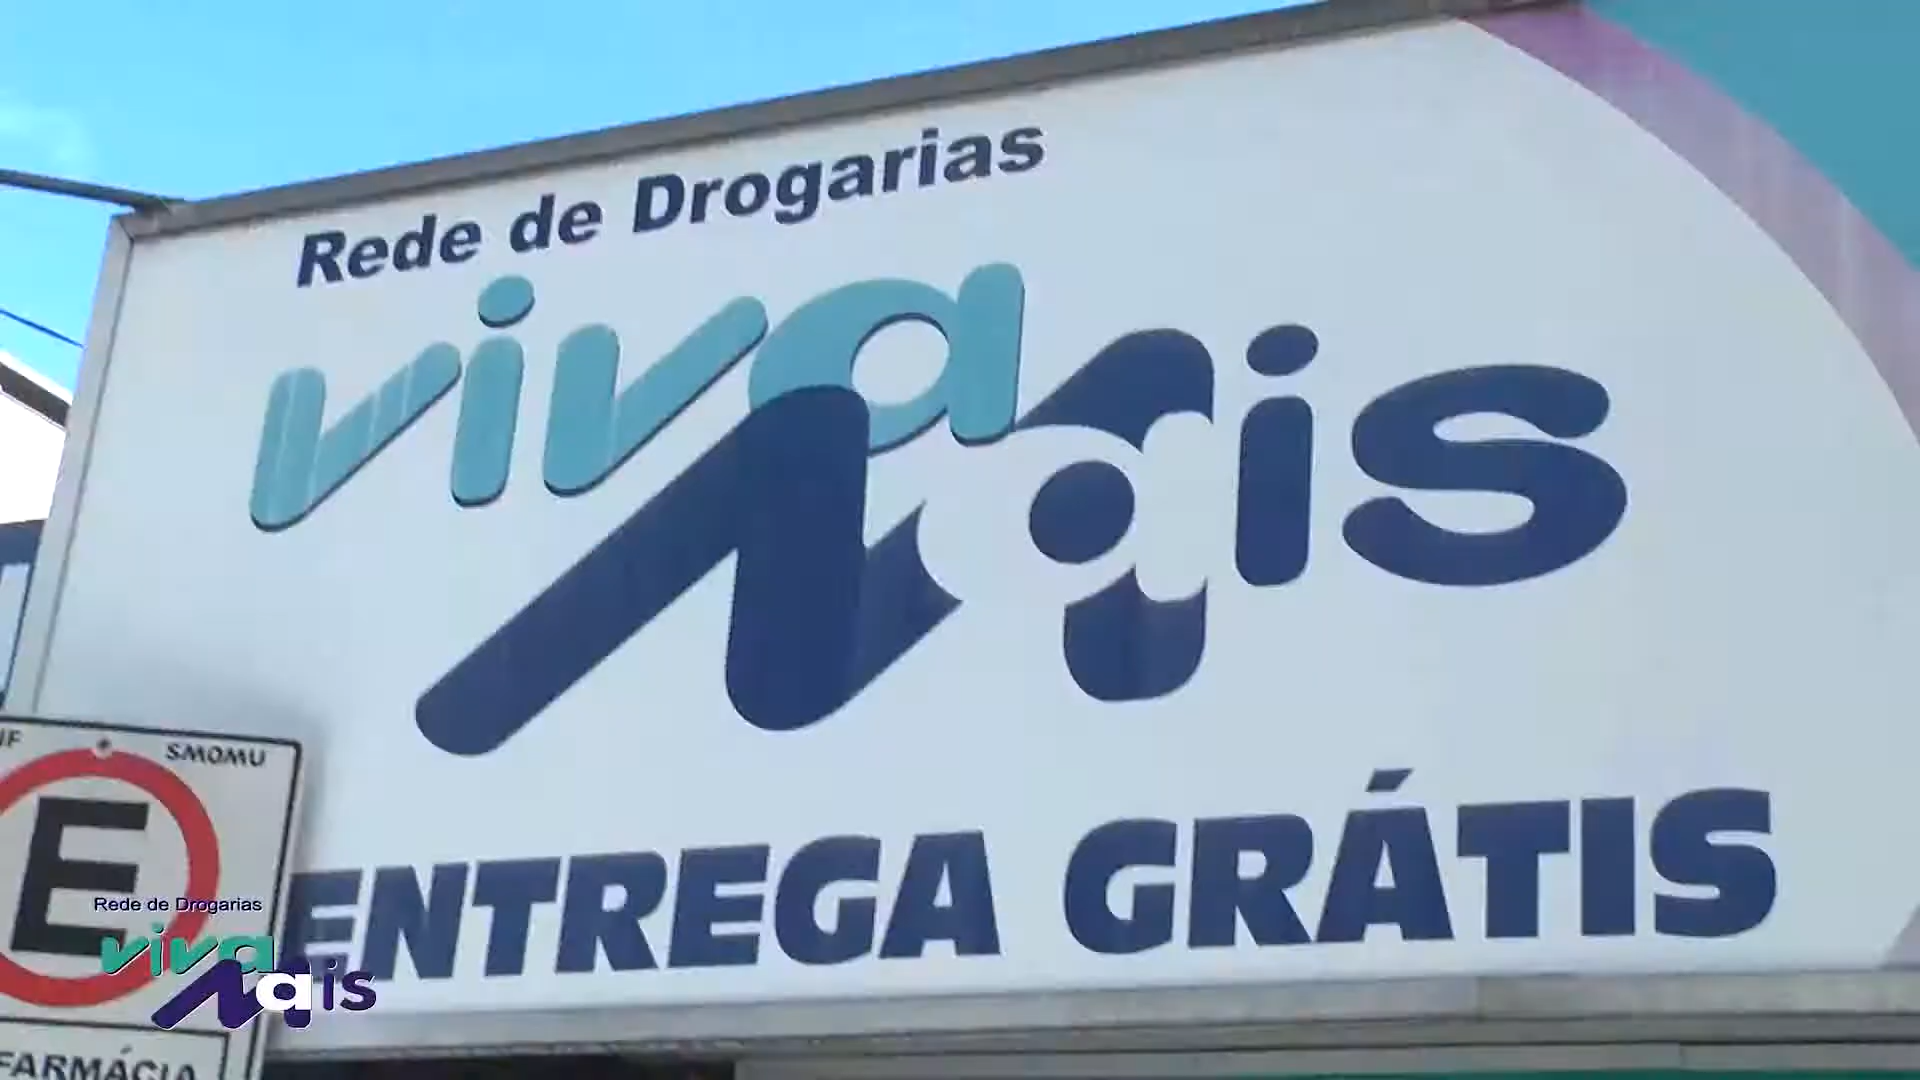 Rede de Drogarias
viva
Mais
ENTREGA GRÁTIS
SMOMU
E
FARMÁCIA
Rede de Drogarias
viva
Mais